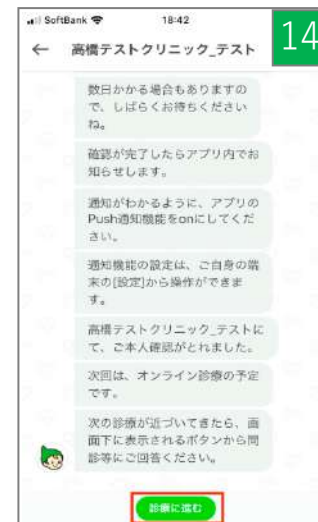 SoftBank 18:42
← 高橋テストクリニック_テスト
14
数日かかる場合もありますの
で、しばらくお待ちください
ね。
確認が完了したらアプリ内でお
知らせします。
通知がわかるように、アプリの
Push通知機能をonにしてくだ
さい。
通知機能の設定は、ご自身の端
末の[設定]から操作ができま
す。
高橋テストクリニック_テストに
て、ご本人確認がとれました。
次回は、オンライン診療の予定
です。
次の診療が近づいてきたら、画
面下に表示されるボタンから問
診等にご回答ください。
診療に進む